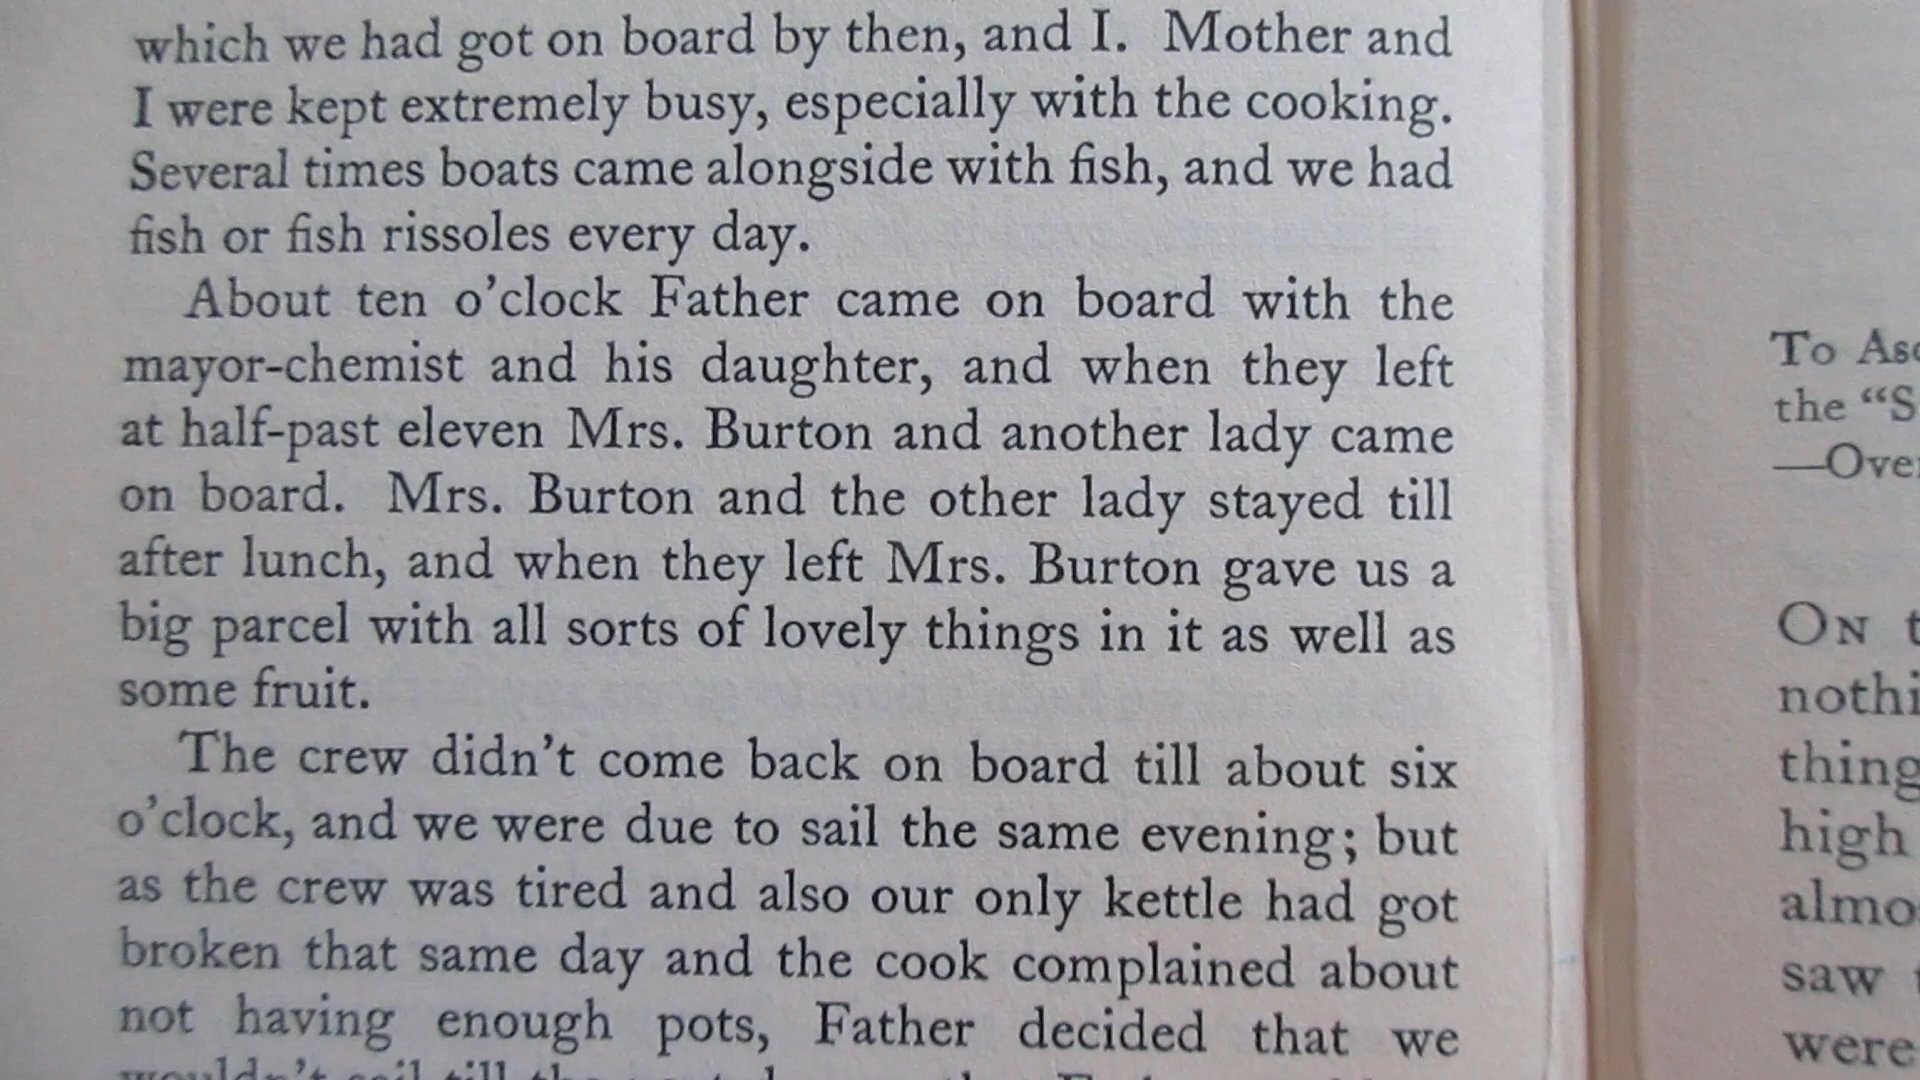 which we had got on board by then, and I. Mother and
I were kept extremely busy, especially with the cooking.
Several times boats came alongside with fish, and we had
fish or fish rissoles every day.
About ten o'clock Father came on board with the
mayor-chemist and his daughter, and when they left
at half-past eleven Mrs. Burton and another lady came
on board. Mrs. Burton and the other lady stayed till
after lunch, and when they left Mrs. Burton gave us a
big parcel with all sorts of lovely things in it as well as
some fruit.
The crew didn't come back on board till about six
o'clock, and we were due to sail the same evening; but
as the crew was tired and also our only kettle had got
broken that same day and the cook complained about
not having enough pots, Father decided that we
wouldn't sail till the
To
the "S
—Over
ON
high
saw
were